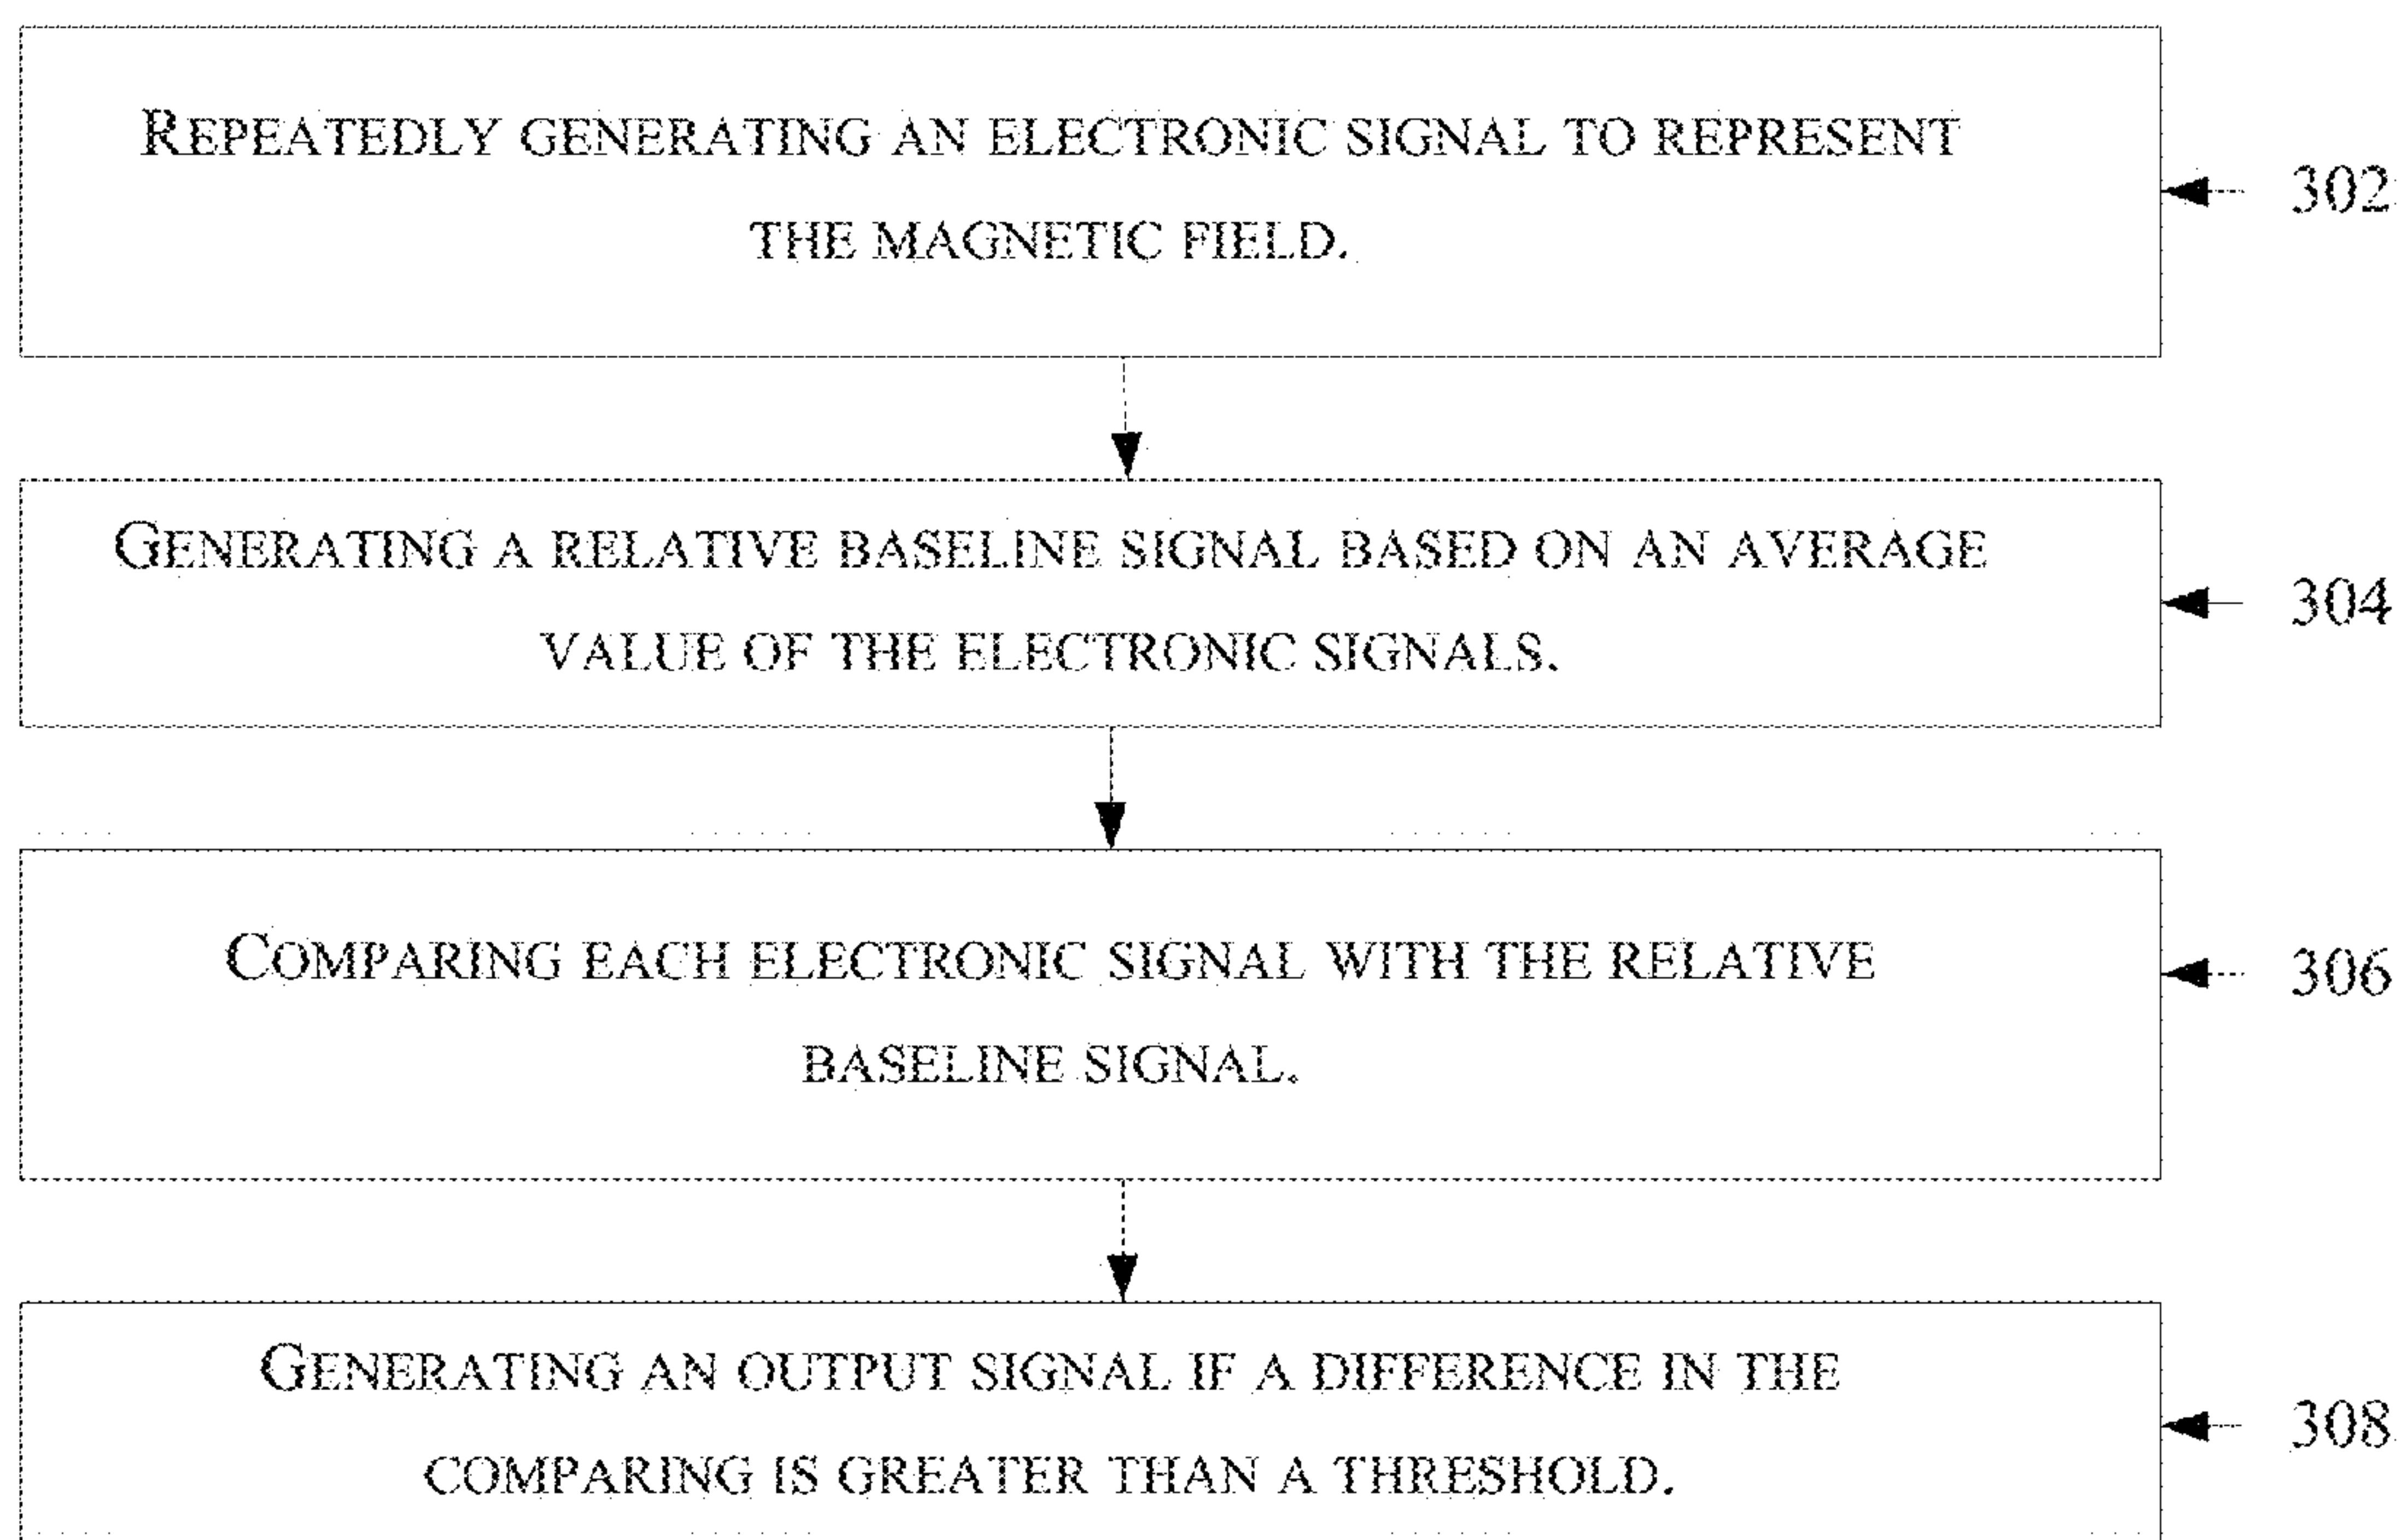 REPEATEDLY GENERATING AN ELECTRONIC SIGNAL TO REPRESENT
THE MAGNETIC FIELD.
302
GENERATING A RELATIVE BASELINE SIGNAL BASED ON AN AVERAGE
VALUE OF THE ELECTRONIC SIGNALS.
304
COMPARING EACH ELECTRONIC SIGNAL WITH THE RELATIVE
BASELINE SIGNAL.
306
GENERATING AN OUTPUT SIGNAL IF A DIFFERENCE IN THE
COMPARING IS GREATER THAN A THRESHOLD.
308